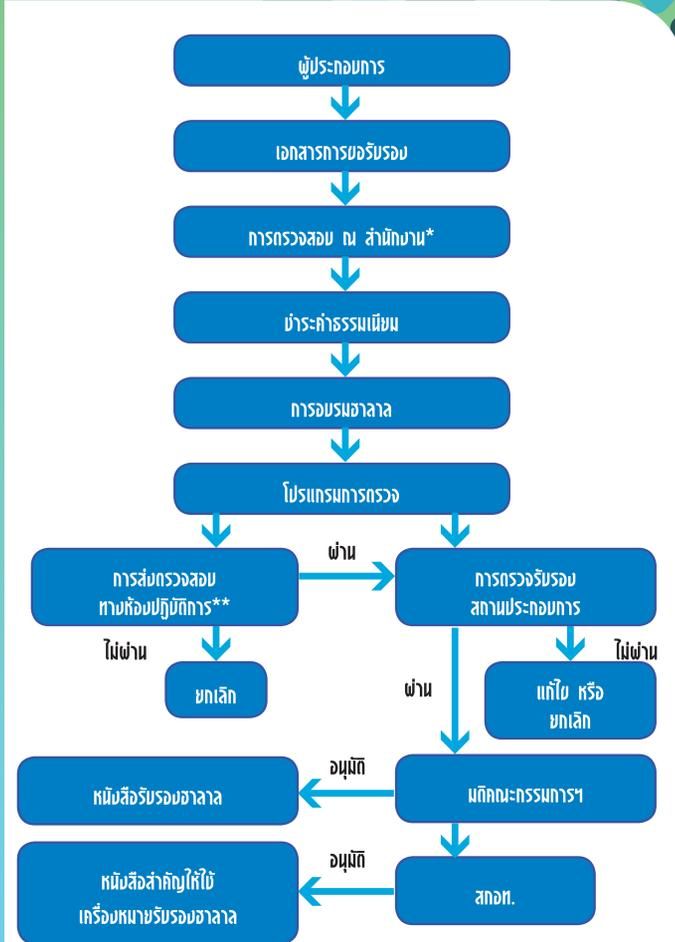 ผู้ประกอบการ
เอกสารการขอรับรอง
การตรวจสอบ ณ สำนักงาน*
ชำระค่าธรรมเนียม
การอบรมฮาลาล
โปรแกรมการตรวจ
การส่งตรวจสอบ
ทางห้องปฏิบัติการ**
ผ่าน
การตรวจรับรอง
สถานประกอบการ
ไม่ผ่าน
ยกเลิก
ผ่าน
ไม่ผ่าน
แก้ไข หรือ
ยกเลิก
หนังสือรับรองฮาลาล
อนุมัติ
มติคณะกรรมการฯ
หนังสือสำคัญให้ใช้
เครื่องหมายรับรองฮาลาล
อนุมัติ
สกอท.